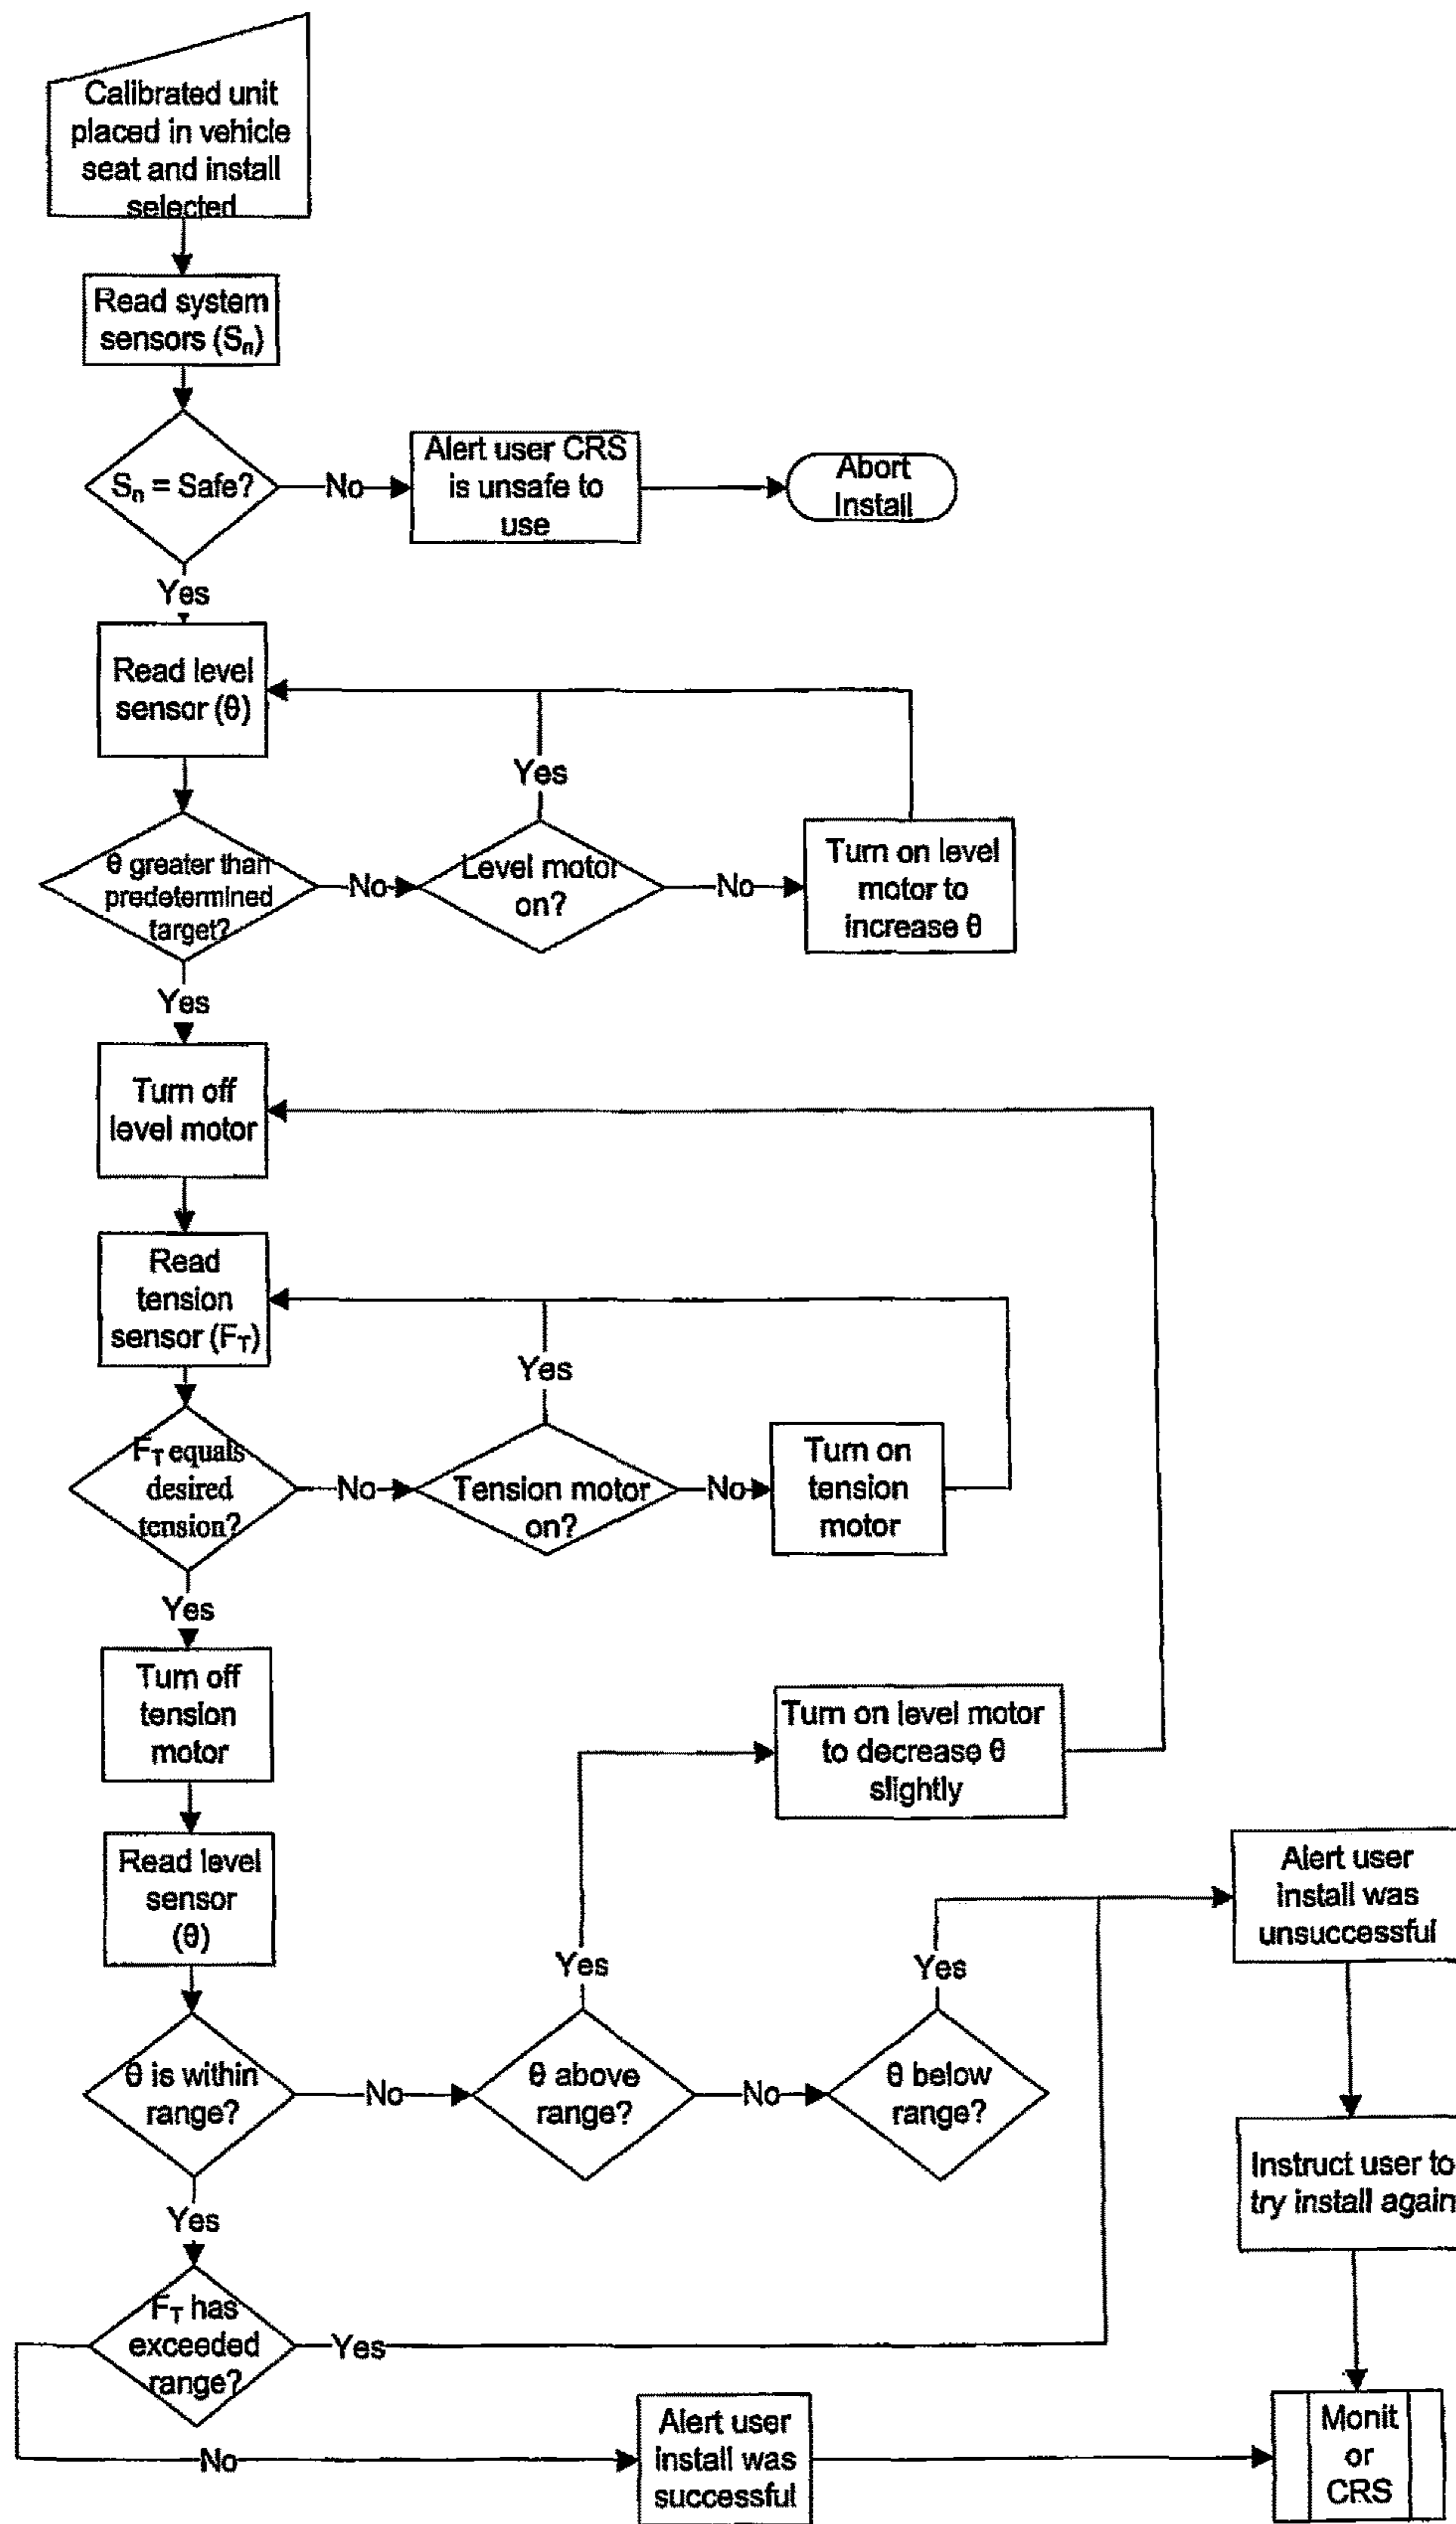 Calibrated unit
placed in vehicle
seat and install
selected
Read system
sensors (Sₙ)
Sₙ = Safe?
No
Alert user CRS
is unsafe to
use
Abort
Install
Yes
Read level
sensor (θ)
Yes
θ greater than
predetermined
target?
No
Level motor
on?
No
Turn on level
motor to
increase θ
Yes
Turn off
level motor
Read
tension
sensor (F_T)
Yes
F_T equals
desired
tension?
No
Tension motor
on?
No
Turn on
tension
motor
Yes
Turn off
tension
motor
Turn on level motor
to decrease θ
slightly
Read level
sensor
(θ)
Alert user
install was
unsuccessful
Yes
Yes
θ is within
range?
No
θ above
range?
No
θ below
range?
Instruct user to
try install again
Yes
F_T has
exceeded
range?
Yes
No
Alert user
install was
successful
Monit
or
CRS